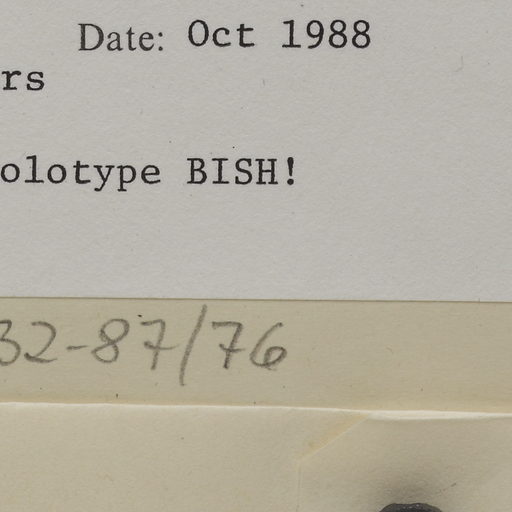 Date: Oct 1988
rs
olotype BISH!
32-87/76